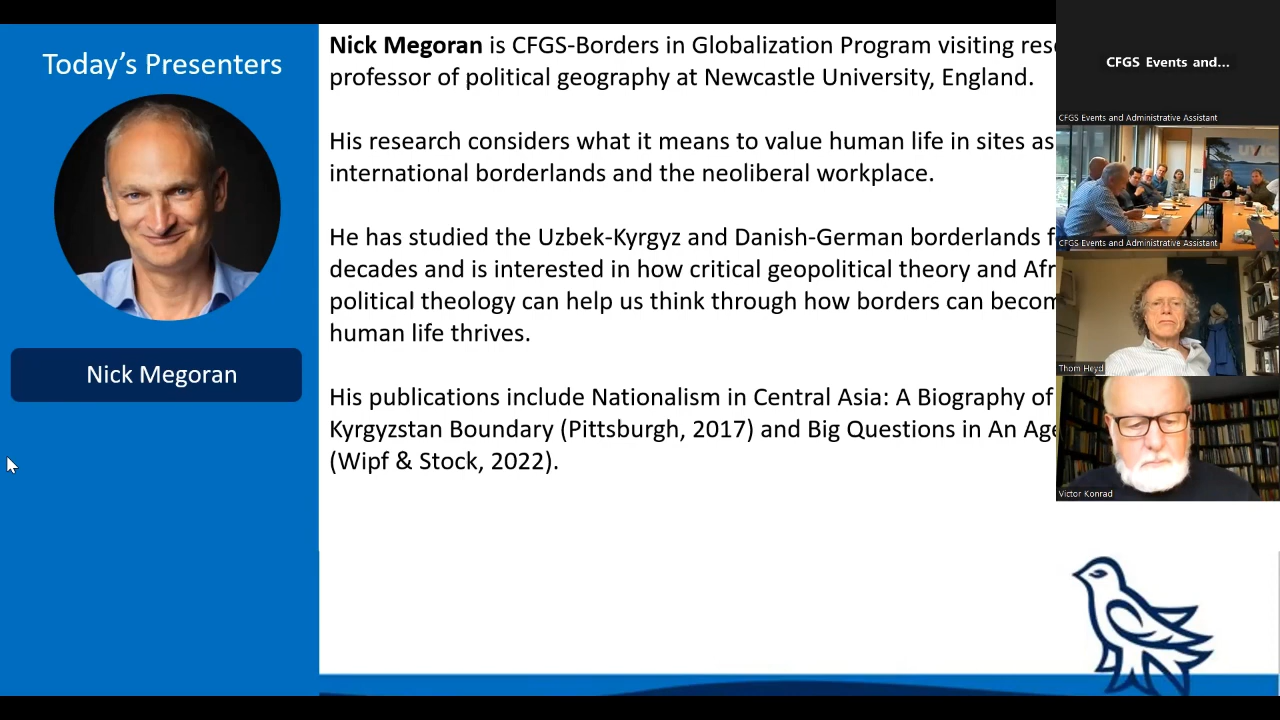 Today's Presenters
Nick Megoran
Nick Megoran is CFGS-Borders in Globalization Program visiting
professor of political geography at Newcastle University, England.
His research considers what it means to value human life in sites as
international borderlands and the neoliberal workplace.
He has studied the Uzbek-Kyrgyz and Danish-German borderlands
decades and is interested in how critical geopolitical theory and
political theology can help us think through how borders can
human life thrives.
His publications include Nationalism in Central Asia: A Biography of
Kyrgyzstan Boundary (Pittsburgh, 2017) and Big Questions in An
(Wipf & Stock, 2022).
CFGS Events and...
CFGS Events and Administrative Assistant
CFGS Events and Administrative Assistant
Thom Heyd
Victor Konrad